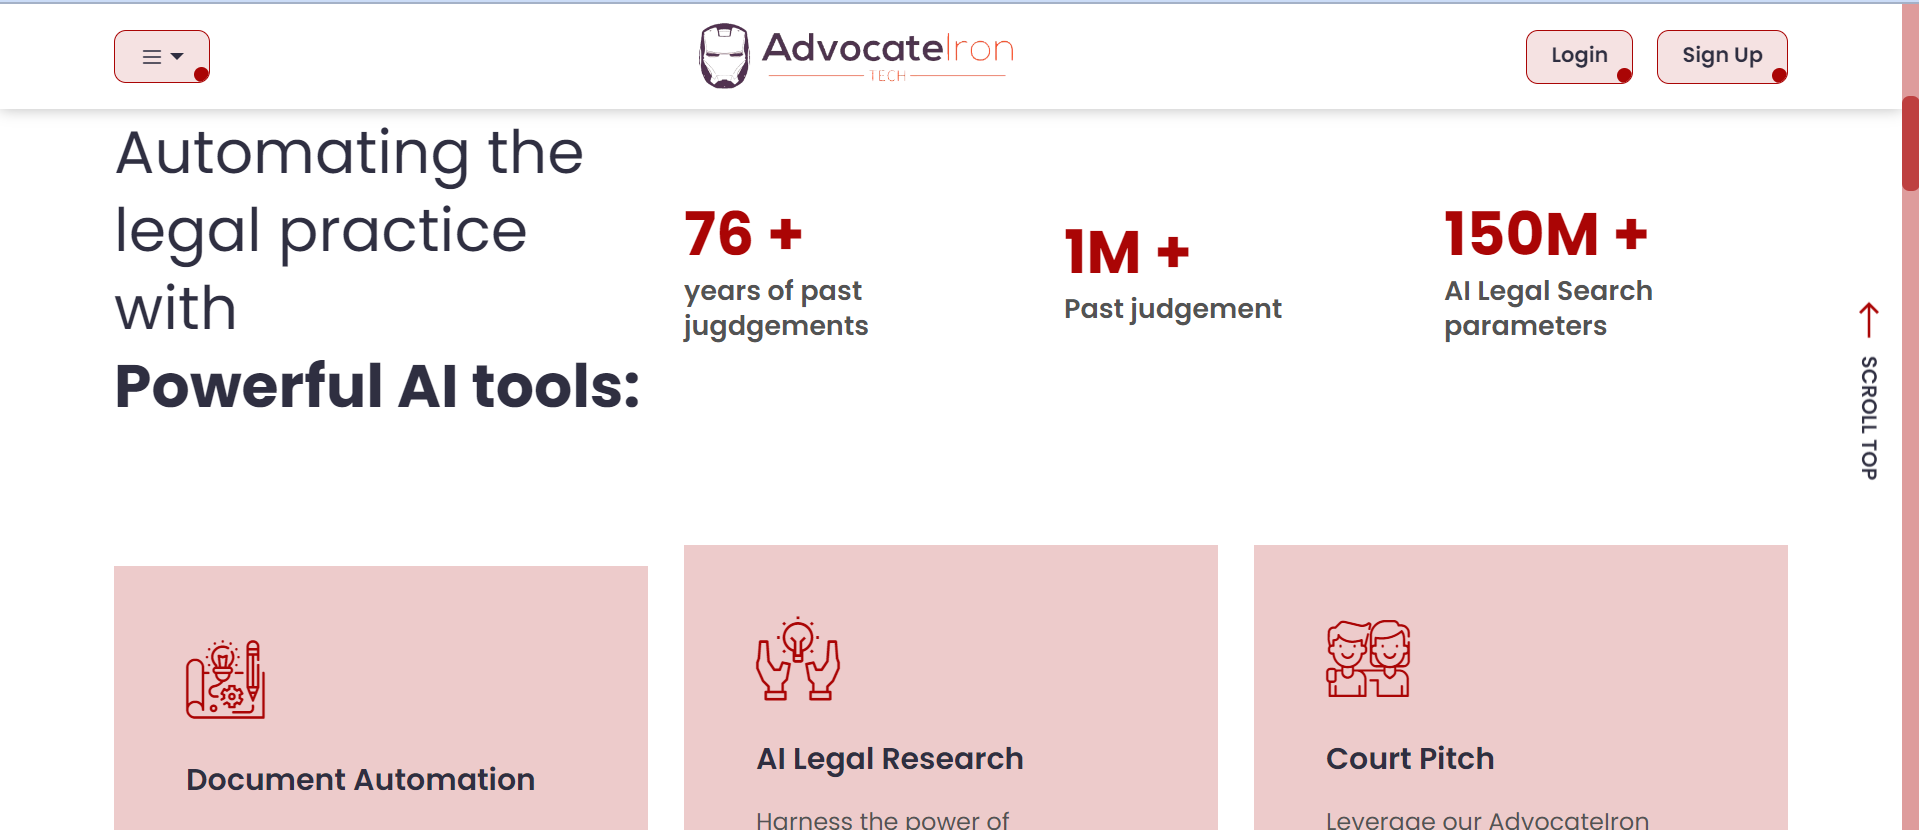 AdvocateIron
TECH
Login
Sign Up
Automating the
legal practice
with
Powerful AI tools:
76 +
years of past
jugdgements
1M +
Past judgement
150M +
AI Legal Search
parameters
SCROLL TOP
Document Automation
AI Legal Research
Harness the power of
Court Pitch
Leverage our AdvocateIron